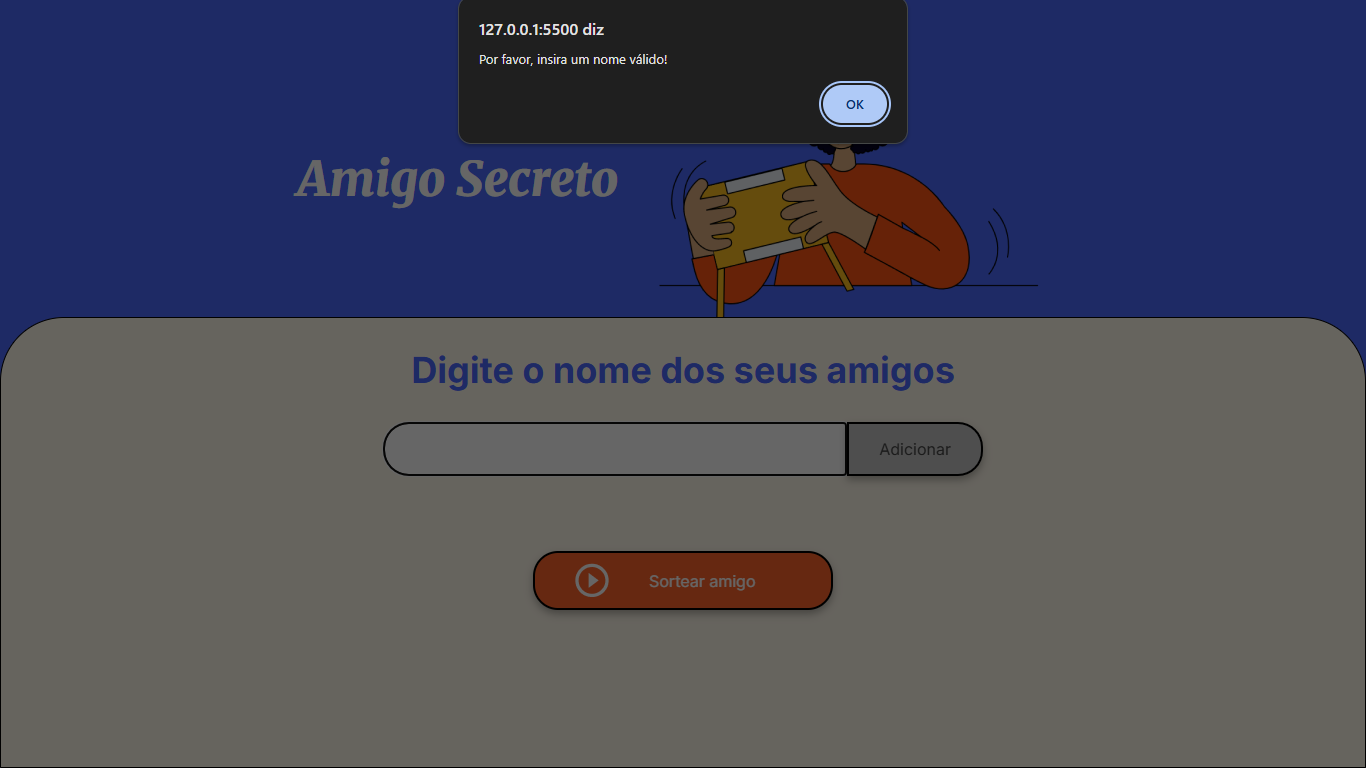 127.0.0.1:5500 diz
Por favor, insira um nome válido!
OK
Amigo Secreto
Digite o nome dos seus amigos
Adicionar
Sortear amigo